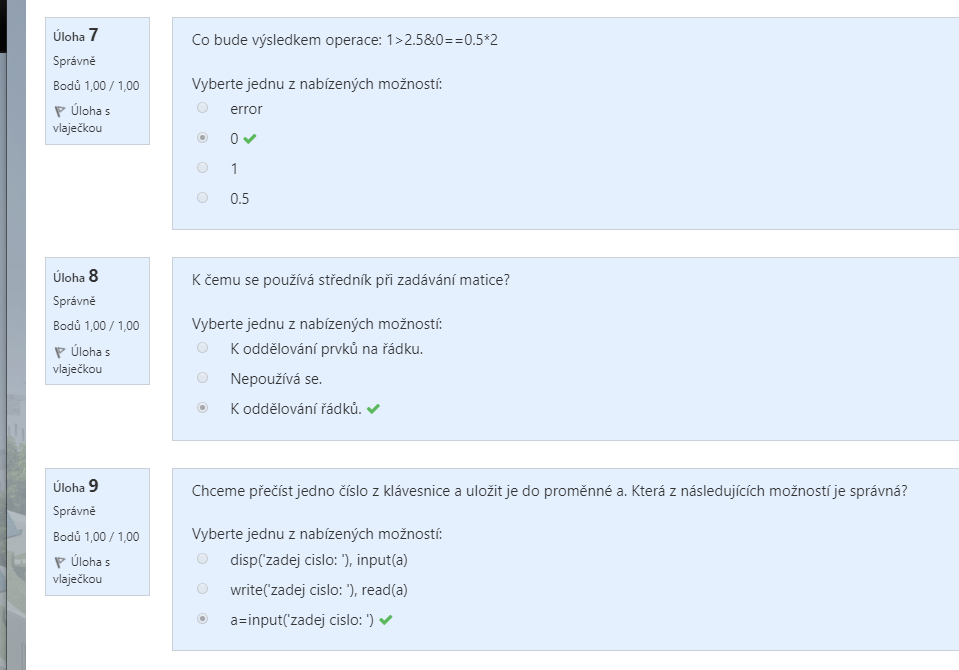 Úloha 7
Správně
Bodů 1,00 / 1,00
Úloha s
vlaječkou
Co bude výsledkem operace: 1>2.5&0==0.5*2
Vyberte jednu z nabízených možností:
error
0
1
0.5
Úloha 8
Správně
Bodů 1,00 / 1,00
Úloha s
vlaječkou
K čemu se používá středník při zadávání matice?
Vyberte jednu z nabízených možností:
K oddělování prvků na řádku.
Nepoužívá se.
K oddělování řádků.
Úloha 9
Správně
Bodů 1,00 / 1,00
Úloha s
vlaječkou
Chceme přečíst jedno číslo z klávesnice a uložit je do proměnné a. Která z následujících možností je správná?
Vyberte jednu z nabízených možností:
disp('zadej cislo: '), input(a)
write('zadej cislo: '), read(a)
a=input('zadej cislo: ')